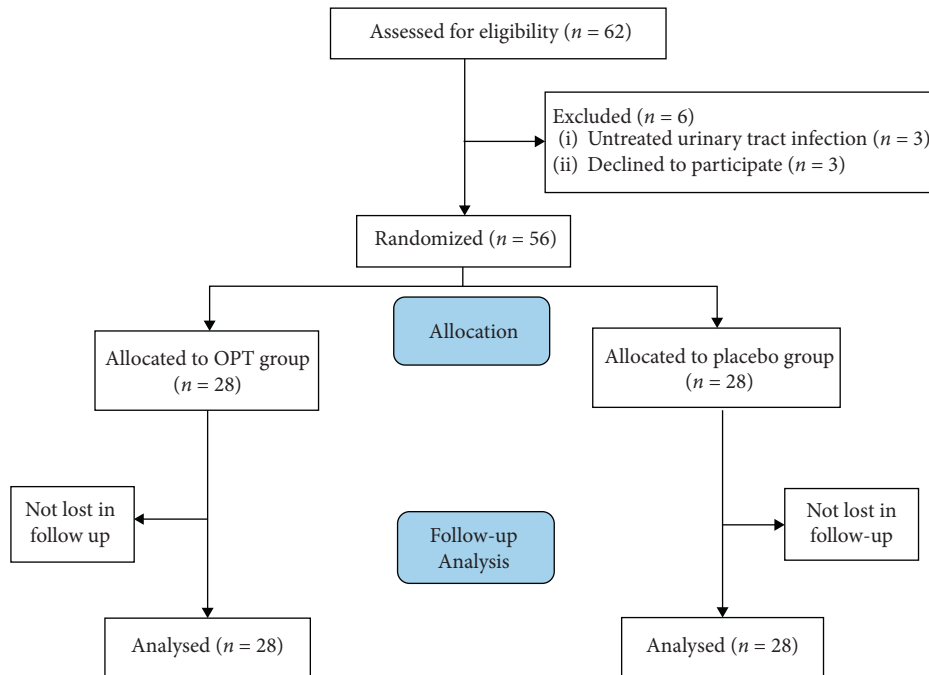 Assessed for eligibility (n = 62)
Excluded (n = 6)
(i) Untreated urinary tract infection (n = 3)
(ii) Declined to participate (n = 3)
Randomized (n = 56)
Allocation
Allocated to OPT group
(n = 28)
Allocated to placebo group
(n = 28)
Not lost in
follow up
Follow-up
Analysis
Not lost in
follow-up
Analysed (n = 28)
Analysed (n = 28)